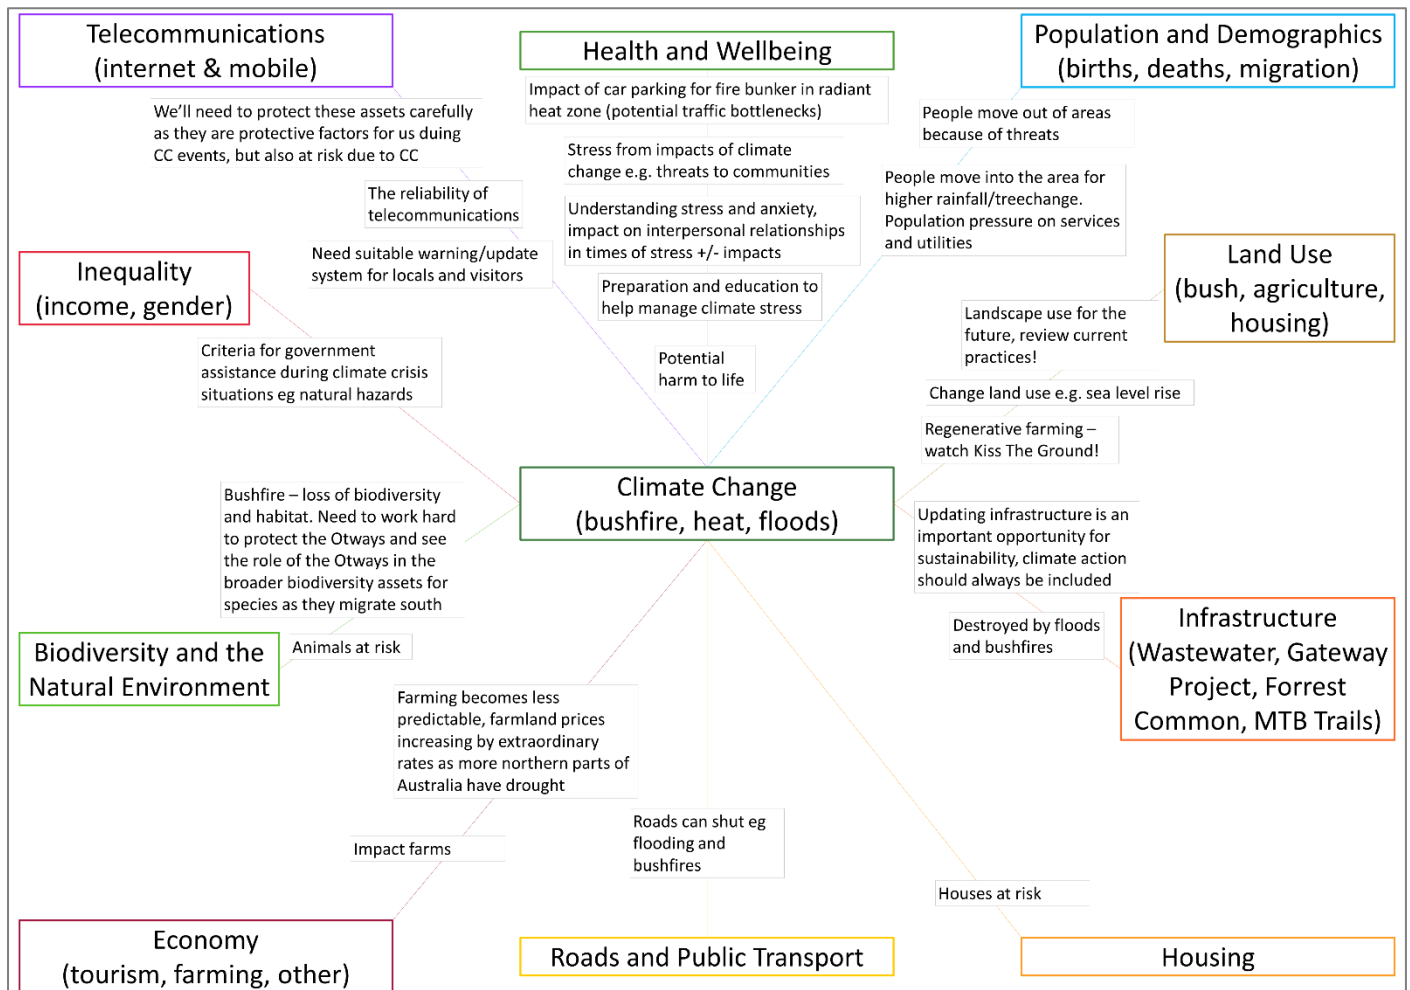 Telecommunications
(internet & mobile)
Health and Wellbeing
Population and Demographics
(births, deaths, migration)
We'll need to protect these assets carefully
as they are protective factors for us duing
CC events, but also at risk due to CC
The reliability of
telecommunications
Need suitable warning/update
system for locals and visitors
Impact of car parking for fire bunker in radiant
heat zone (potential traffic bottlenecks)
Stress from impacts of climate
change e.g. threats to communities
Understanding stress and anxiety,
impact on interpersonal relationships
in times of stress +/- impacts
Preparation and education to
help manage climate stress
Potential
harm to life
People move out of areas
because of threats
People move into the area for
higher rainfall/treechange.
Population pressure on services
and utilities
Inequality
(income, gender)
Criteria for government
assistance during climate crisis
situations eg natural hazards
Land Use
(bush, agriculture,
housing)
Landscape use for the
future, review current
practices!
Change land use e.g. sea level rise
Regenerative farming –
watch Kiss The Ground!
Climate Change
(bushfire, heat, floods)
Bushfire – loss of biodiversity
and habitat. Need to work hard
to protect the Otways and see
the role of the Otways in the
broader biodiversity assets for
species as they migrate south
Animals at risk
Biodiversity and the
Natural Environment
Updating infrastructure is an
important opportunity for
sustainability, climate action
should always be included
Destroyed by floods
and bushfires
Infrastructure
(Wastewater, Gateway
Project, Forrest
Common, MTB Trails)
Farming becomes less
predictable, farmland prices
increasing by extraordinary
rates as more northern parts of
Australia have drought
Impact farms
Roads can shut eg
flooding and
bushfires
Houses at risk
Economy
(tourism, farming, other)
Roads and Public Transport
Housing